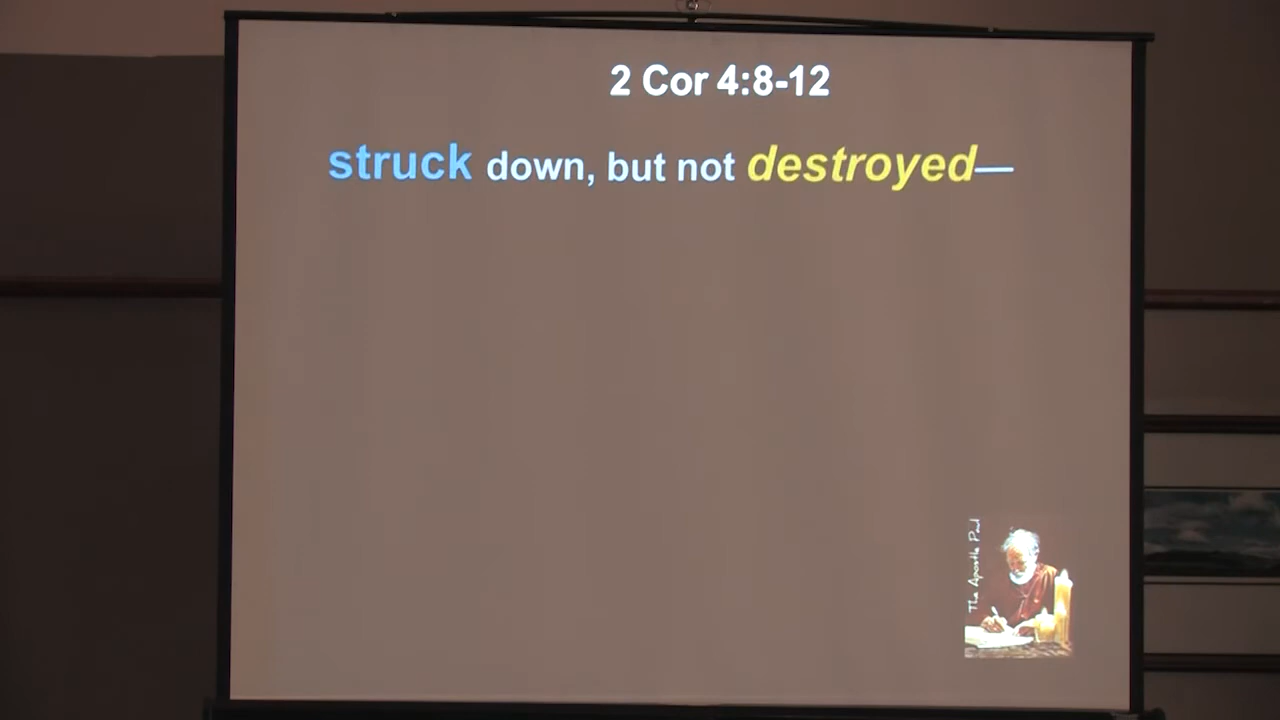 2 Cor 4:8-12
struck down, but not destroyed—
The Apostle Paul